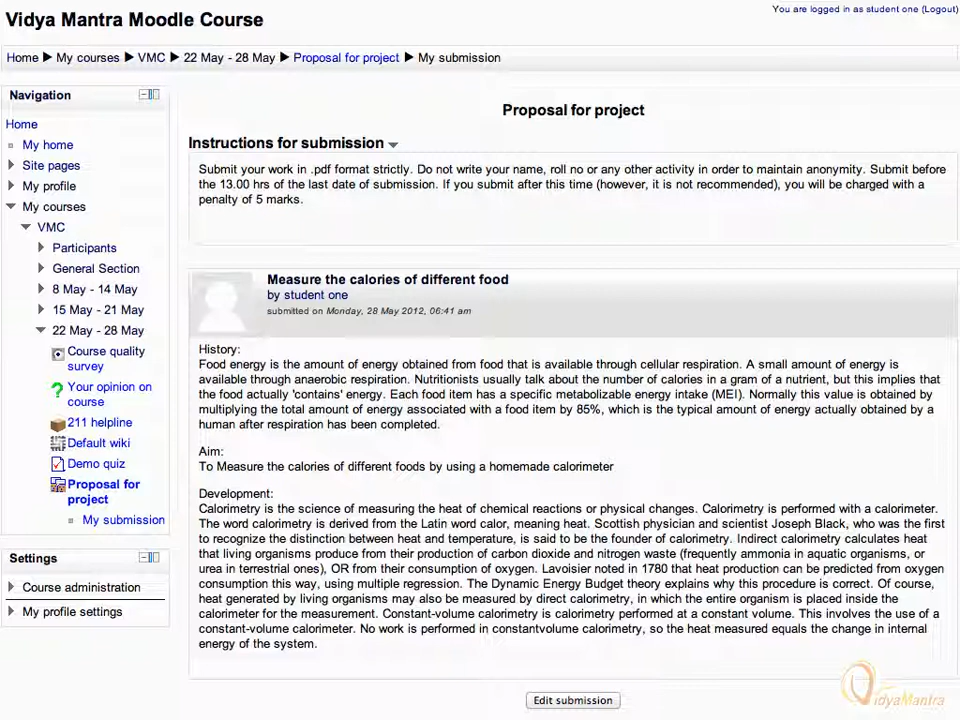 Vidya Mantra Moodle Course
You are logged in as student one (Logout)
Home ▶ My courses ▶ VMC ▶ 22 May - 28 May ▶ Proposal for project ▶ My submission
Navigation
Home
My home
Site pages
My profile
My courses
VMC
Participants
General Section
8 May - 14 May
15 May - 21 May
22 May - 28 May
Course quality
survey
Your opinion on
course
211 helpline
Default wiki
Demo quiz
Proposal for
project
My submission
Settings
Course administration
My profile settings
Proposal for project
Instructions for submission
Submit your work in .pdf format strictly. Do not write your name, roll no or any other activity in order to maintain anonymity. Submit before
the 13.00 hrs of the last date of submission. If you submit after this time (however, it is not recommended), you will be charged with a
penalty of 5 marks.
Measure the calories of different food
by student one
submitted on Monday, 28 May 2012, 06:41 am
History:
Food energy is the amount of energy obtained from food that is available through cellular respiration. A small amount of energy is
available through anaerobic respiration. Nutritionists usually talk about the number of calories in a gram of a nutrient, but this implies that
the food actually 'contains' energy. Each food item has a specific metabolizable energy intake (MEI). Normally this value is obtained by
multiplying the total amount of energy associated with a food item by 85%, which is the typical amount of energy actually obtained by a
human after respiration has been completed.
Aim:
To Measure the calories of different foods by using a homemade calorimeter
Development:
Calorimetry is the science of measuring the heat of chemical reactions or physical changes. Calorimetry is performed with a calorimeter.
The word calorimetry is derived from the Latin word calor, meaning heat. Scottish physician and scientist Joseph Black, who was the first
to recognize the distinction between heat and temperature, is said to be the founder of calorimetry. Indirect calorimetry calculates heat
that living organisms produce from their production of carbon dioxide and nitrogen waste (frequently ammonia in aquatic organisms, or
urea in terrestrial ones), OR from their consumption of oxygen. Lavoisier noted in 1780 that heat production can be predicted from oxygen
consumption this way, using multiple regression. The Dynamic Energy Budget theory explains why this procedure is correct. Of course,
heat generated by living organisms may also be measured by direct calorimetry, in which the entire organism is placed inside the
calorimeter for the measurement. Constant-volume calorimetry is calorimetry performed at a constant volume. This involves the use of a
constant-volume calorimeter. No work is performed in constantvolume calorimetry, so the heat measured equals the change in internal
energy of the system.
Edit submission
VidyaMantra